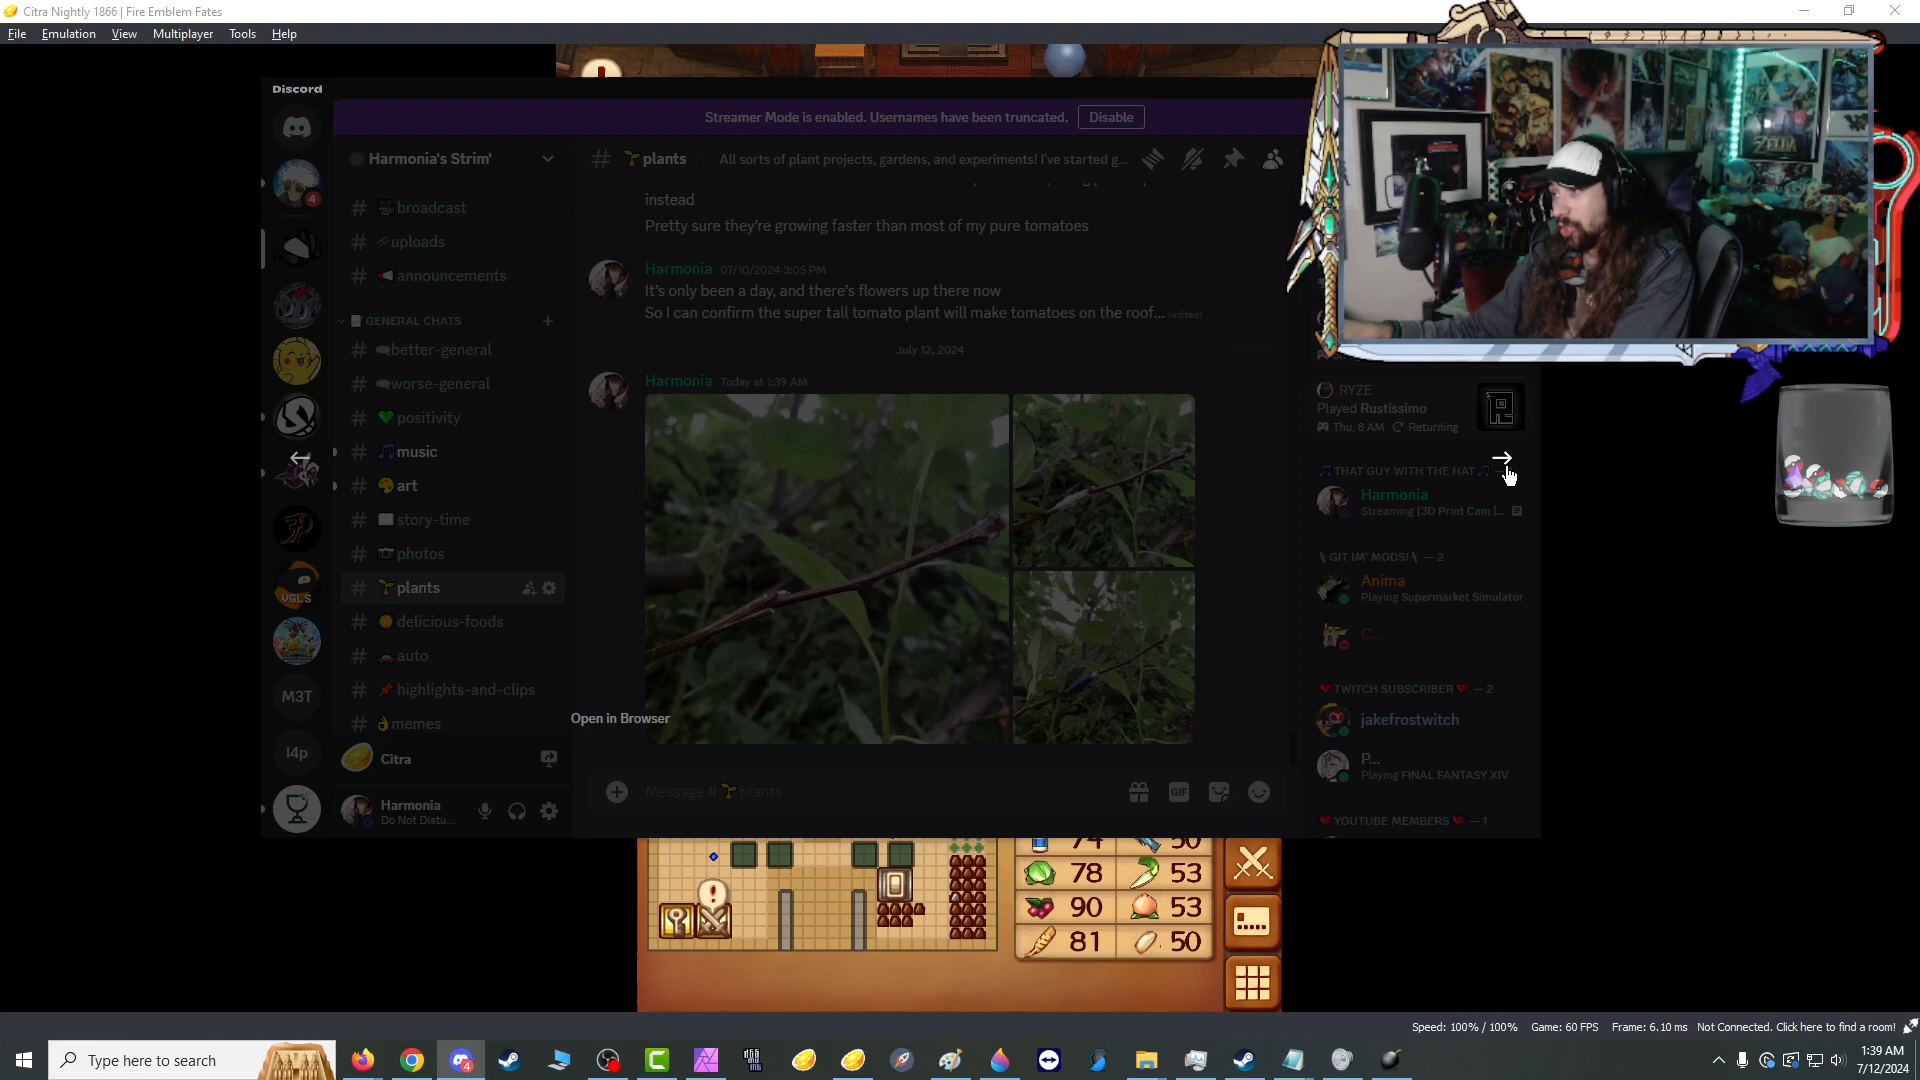 Citra Nightly 1866 | Fire Emblem Fates
File Emulation View Multiplayer Tools Help
Discord
Streamer Mode is enabled. Usernames have been truncated. Disable
Harmonia's Strim'
plants
All sorts of plant projects, gardens, and experiments! I've started g...
broadcast
uploads
announcements
GENERAL CHATS
better-general
worse-general
positivity
music
art
story-time
photos
plants
delicious-foods
auto
highlights-and-clips
memes
VGLS
M3T
I4p
4
Citra
Harmonia
Do Not Distu...
instead
Pretty sure they're growing faster than most of my pure tomatoes
Harmonia 07/10/2024 3:05 PM
It's only been a day, and there's flowers up there now
So I can confirm the super tall tomato plant will make tomatoes on the roof... (edited)
July 12, 2024
Harmonia Today at 1:39 AM
Open in Browser
Message # plants
GIF
ZELDA
RYZE
Played Rustissimo
Thu, 8 AM Returning
THAT GUY WITH THE HAT
Harmonia
Streaming [3D Print Cam |...
\ GIT IM' MODS! \ — 2
Anima
Playing Supermarket Simulator
C...
TWITCH SUBSCRIBER — 2
jakefrostwitch
P...
Playing FINAL FANTASY XIV
YOUTUBE MEMBERS — 1
74 50
78 53
90 53
81 50
Speed: 100% / 100% Game: 60 FPS Frame: 6.10 ms Not Connected. Click here to find a room!
Type here to search
4
1:39 AM
7/12/2024